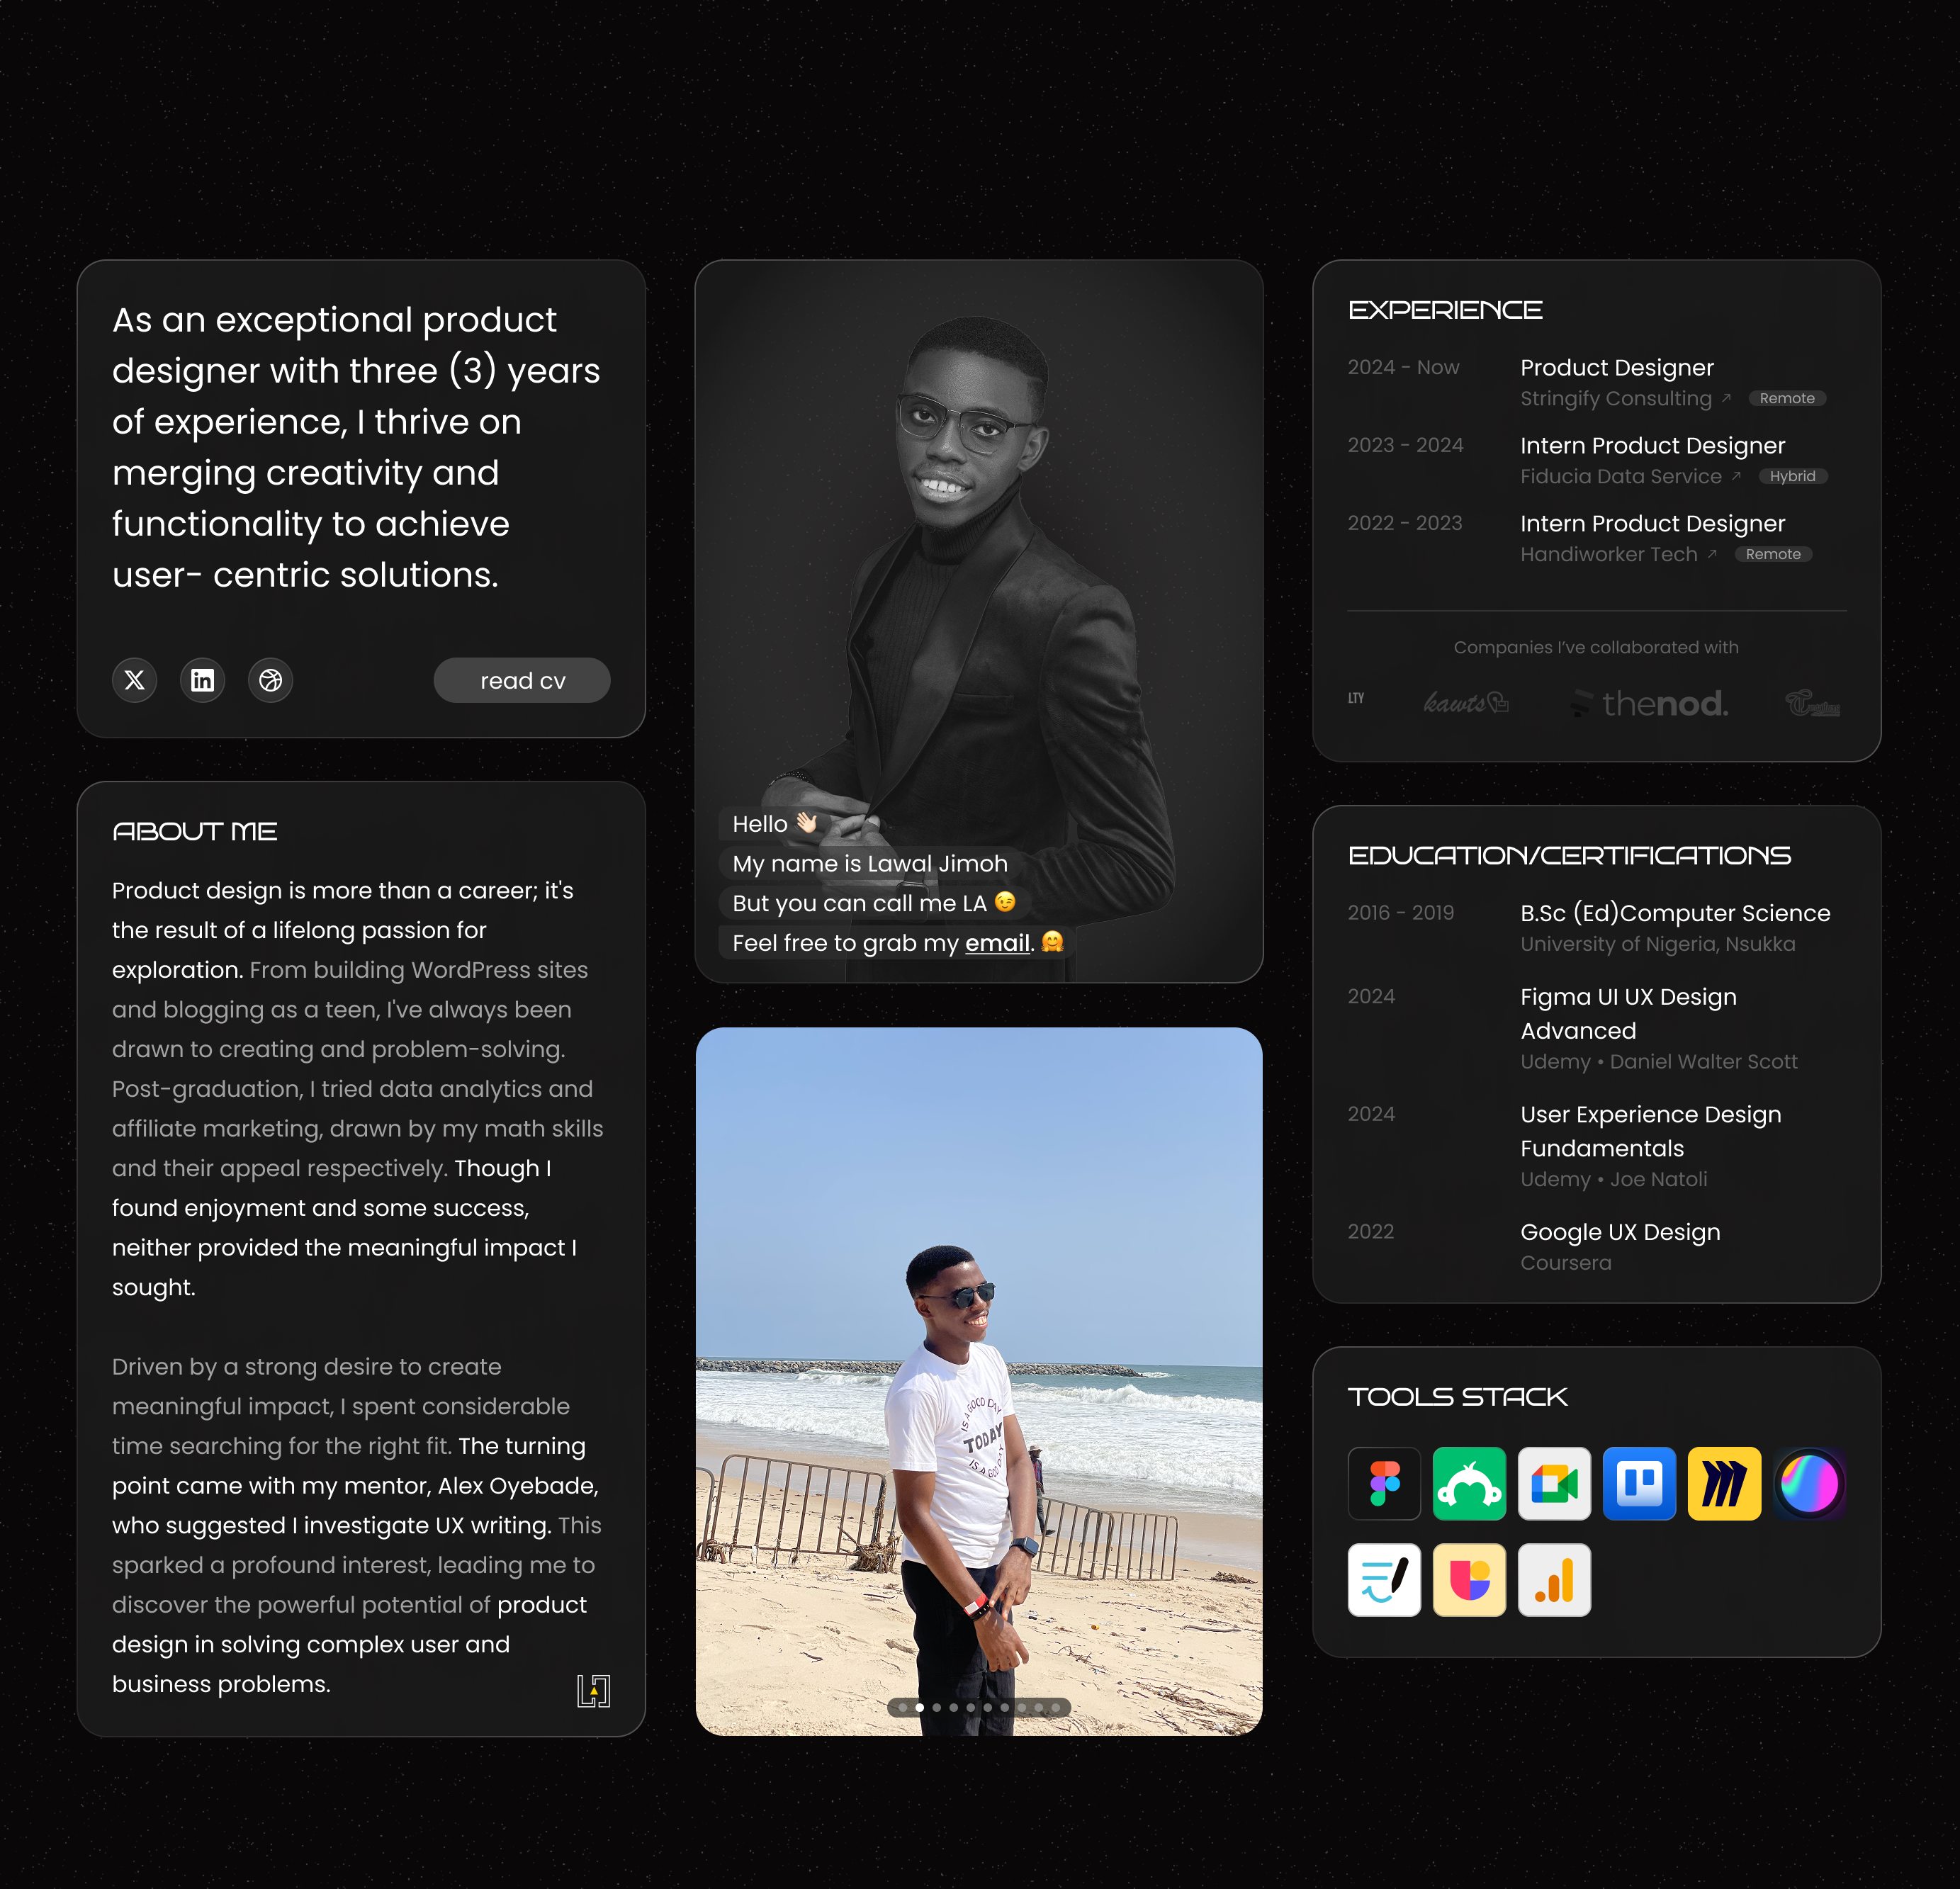 As an exceptional product
designer with three (3) years
of experience, I thrive on
merging creativity and
functionality to achieve
user- centric solutions.
read cv
ABOUT ME
Product design is more than a career; it's
the result of a lifelong passion for
exploration. From building WordPress sites
and blogging as a teen, I've always been
drawn to creating and problem-solving.
Post-graduation, I tried data analytics and
affiliate marketing, drawn by my math skills
and their appeal respectively. Though I
found enjoyment and some success,
neither provided the meaningful impact I
sought.
Driven by a strong desire to create
meaningful impact, I spent considerable
time searching for the right fit. The turning
point came with my mentor, Alex Oyebade,
who suggested I investigate UX writing. This
sparked a profound interest, leading me to
discover the powerful potential of product
design in solving complex user and
business problems.
Hello 👋🏻
My name is Lawal Jimoh
But you can call me LA 😉
Feel free to grab my email. 🤗
IS A GOOD DAY
TODAY
IS A GOOD DAY
EXPERIENCE
2024 - Now
Product Designer
Stringify Consulting ↗ Remote
2023 - 2024
Intern Product Designer
Fiducia Data Service ↗ Hybrid
2022 - 2023
Intern Product Designer
Handiworker Tech ↗ Remote
Companies I've collaborated with
LTY
kawts
thenod.
EDUCATION/CERTIFICATIONS
2016 - 2019
B.Sc (Ed)Computer Science
University of Nigeria, Nsukka
2024
Figma UI UX Design
Advanced
Udemy • Daniel Walter Scott
2024
User Experience Design
Fundamentals
Udemy • Joe Natoli
2022
Google UX Design
Coursera
TOOLS STACK